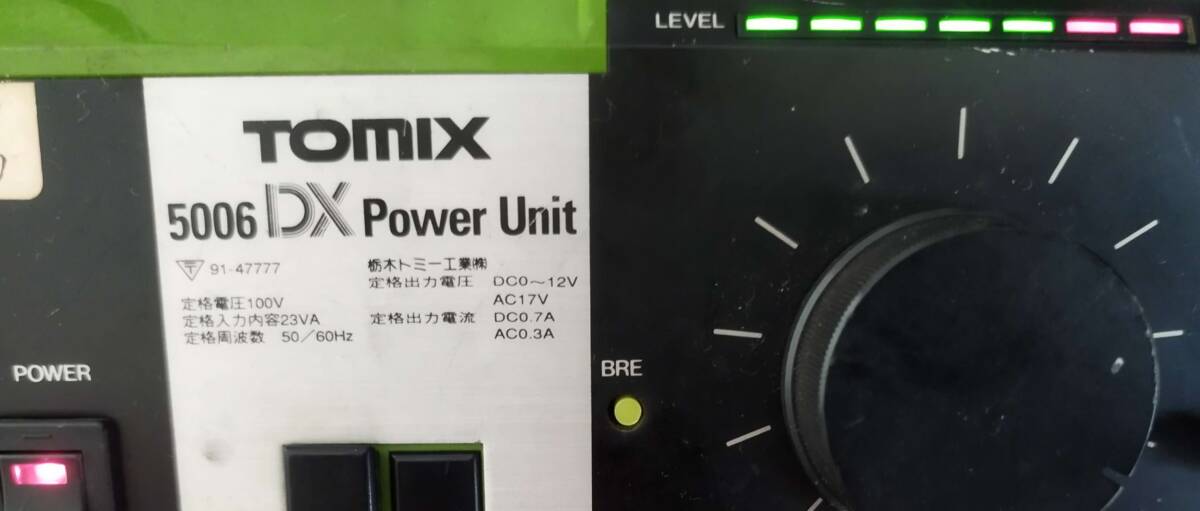 LEVEL
TOMIX
5006 DX Power Unit
〒 91-47777
栃木トミー工業㈱
定格出力電圧 DC0～12V
AC17V
定格電圧100V
定格入力内容23VA
定格周波数 50／60Hz
定格出力電流 DC0.7A
AC0.3A
POWER
BRE